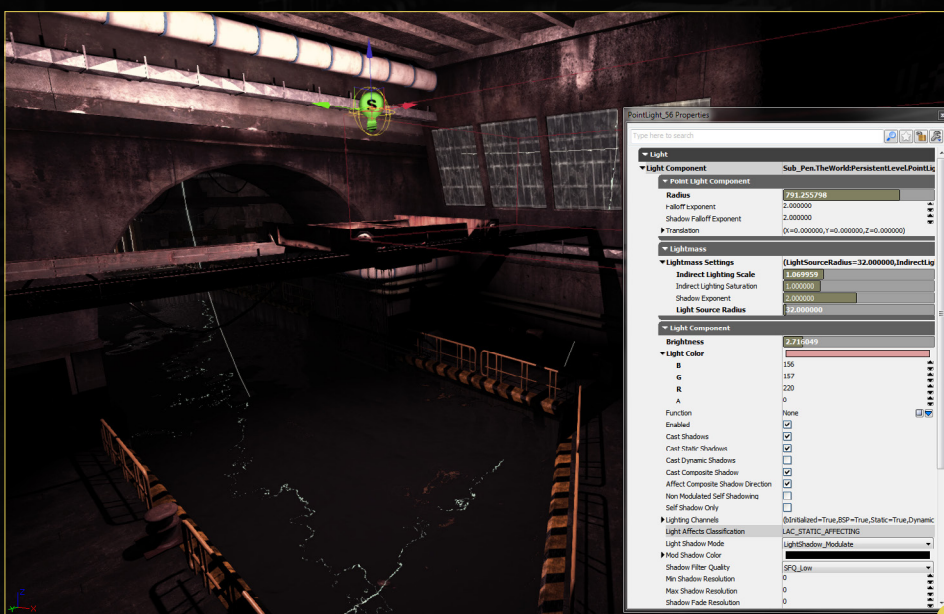 PointLight_56 Properties
Type here to search
Light
Light Component Sub_Pen.TheWorld:PersistentLevel.PointLig
Point Light Component
Radius 791.255798
Falloff Exponent 2.000000
Shadow Falloff Exponent 2.000000
Translation (X=0.000000,Y=0.000000,Z=0.000000)
Lightmass
Lightmass Settings (LightSourceRadius=32.000000,IndirectLig
Indirect Lighting Scale 1.069959
Indirect Lighting Saturation 1.000000
Shadow Exponent 2.000000
Light Source Radius 32.000000
Light Component
Brightness 2.716049
Light Color
B 156
G 157
R 220
A 0
Function None
Enabled
Cast Shadows
Cast Static Shadows
Cast Dynamic Shadows
Cast Composite Shadow
Affect Composite Shadow Direction
Non Modulated Self Shadowing
Self Shadow Only
Lighting Channels (bInitialized=True,BSP=True,Static=True,Dynamic
Light Affects Classification LAC_STATIC_AFFECTING
Light Shadow Mode LightShadow_Modulate
Mod Shadow Color
Shadow Filter Quality SFQ_Low
Min Shadow Resolution 0
Max Shadow Resolution 0
Shadow Fade Resolution 0
S
Z
Y X